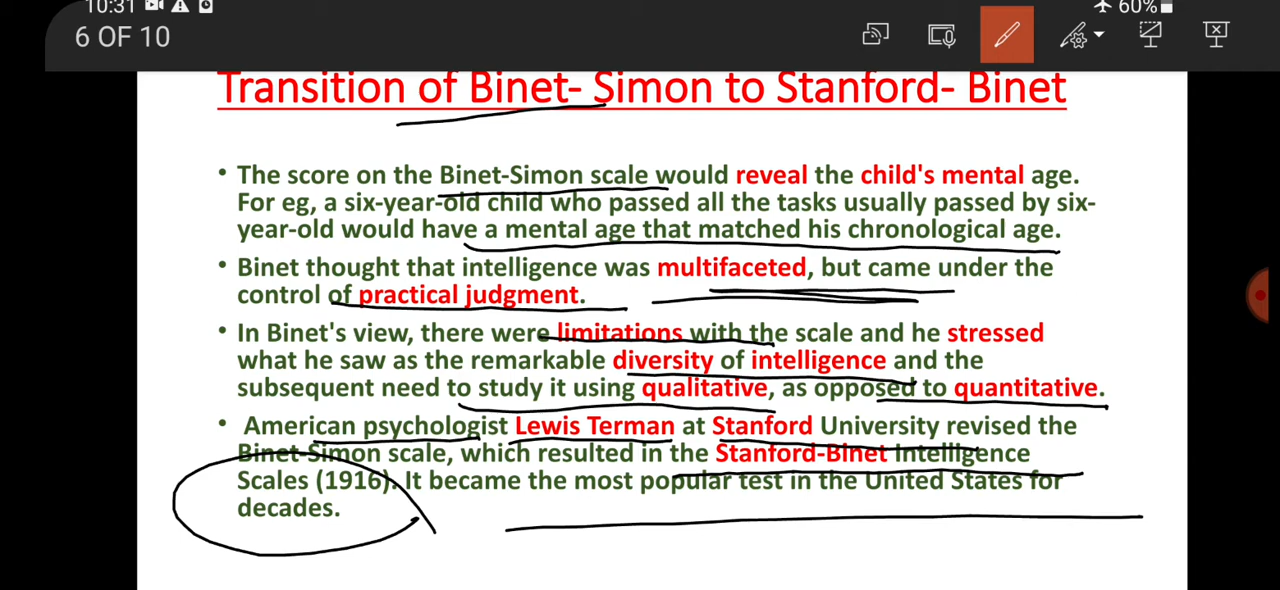 10:31
60%
6 OF 10
Transition of Binet- Simon to Stanford- Binet
• The score on the Binet-Simon scale would reveal the child's mental age.
For eg, a six-year-old child who passed all the tasks usually passed by six-
year-old would have a mental age that matched his chronological age.
• Binet thought that intelligence was multifaceted, but came under the
control of practical judgment.
• In Binet's view, there were limitations with the scale and he stressed
what he saw as the remarkable diversity of intelligence and the
subsequent need to study it using qualitative, as opposed to quantitative.
• American psychologist Lewis Terman at Stanford University revised the
Binet-Simon scale, which resulted in the Stanford-Binet Intelligence
Scales (1916). It became the most popular test in the United States for
decades.